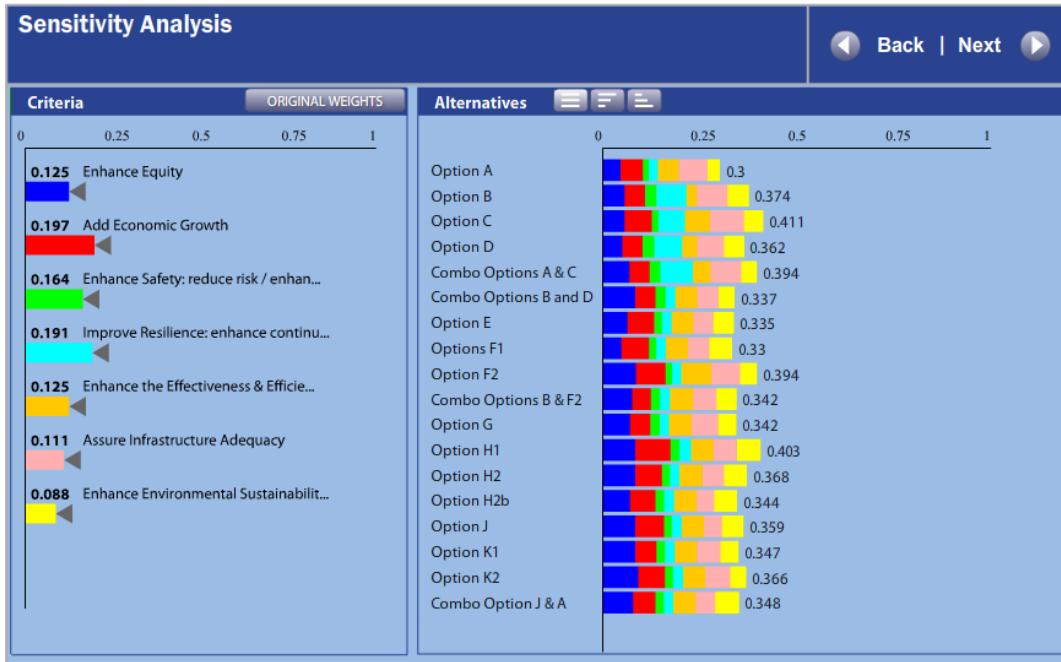 Sensitivity Analysis
Back | Next
Criteria
ORIGINAL WEIGHTS
0 0.25 0.5 0.75 1
0.125 Enhance Equity
0.197 Add Economic Growth
0.164 Enhance Safety: reduce risk / enhan...
0.191 Improve Resilience: enhance continu...
0.125 Enhance the Effectiveness & Efficie...
0.111 Assure Infrastructure Adequacy
0.088 Enhance Environmental Sustainabilit...
Alternatives
0 0.25 0.5 0.75 1
Option A 0.3
Option B 0.374
Option C 0.411
Option D 0.362
Combo Options A & C 0.394
Combo Options B and D 0.337
Option E 0.335
Options F1 0.33
Option F2 0.394
Combo Options B & F2 0.342
Option G 0.342
Option H1 0.403
Option H2 0.368
Option H2b 0.344
Option J 0.359
Option K1 0.347
Option K2 0.366
Combo Option J & A 0.348